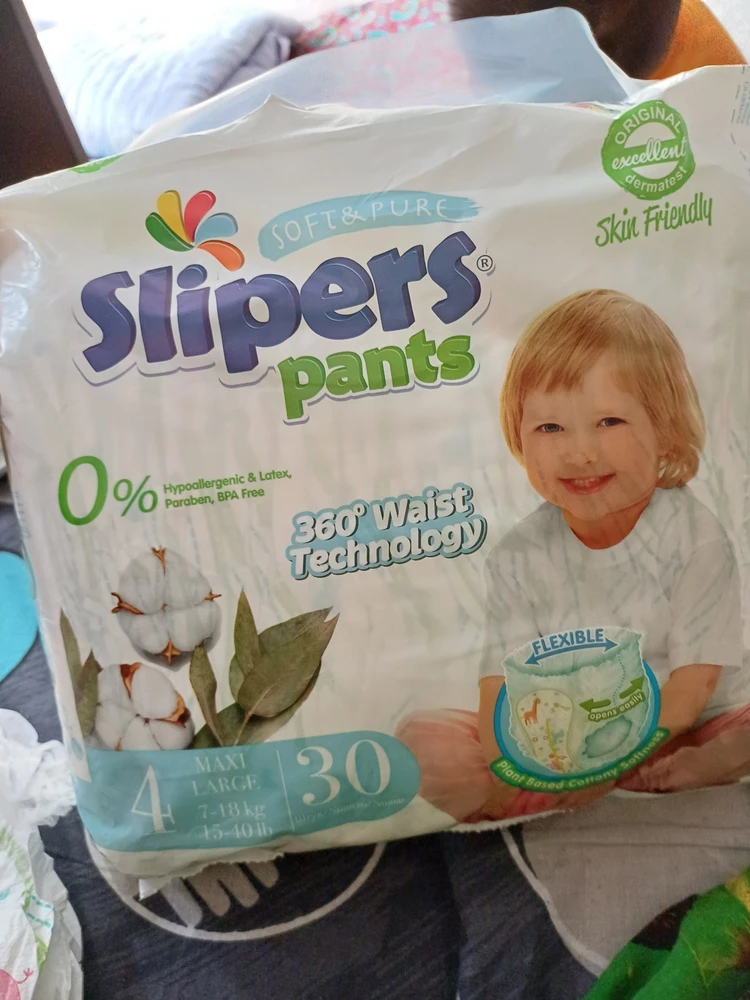 ORIGINAL
excellent
dermatest
Skin Friendly
SOFT & PURE
Slipers®
pants
0% Hypoallergenic & Latex,
Paraben, BPA Free
360° Waist
Technology
FLEXIBLE
opens easily
Plant Based Cottony Softness
4
MAXI
LARGE
7-18 kg
15-40 lb
30